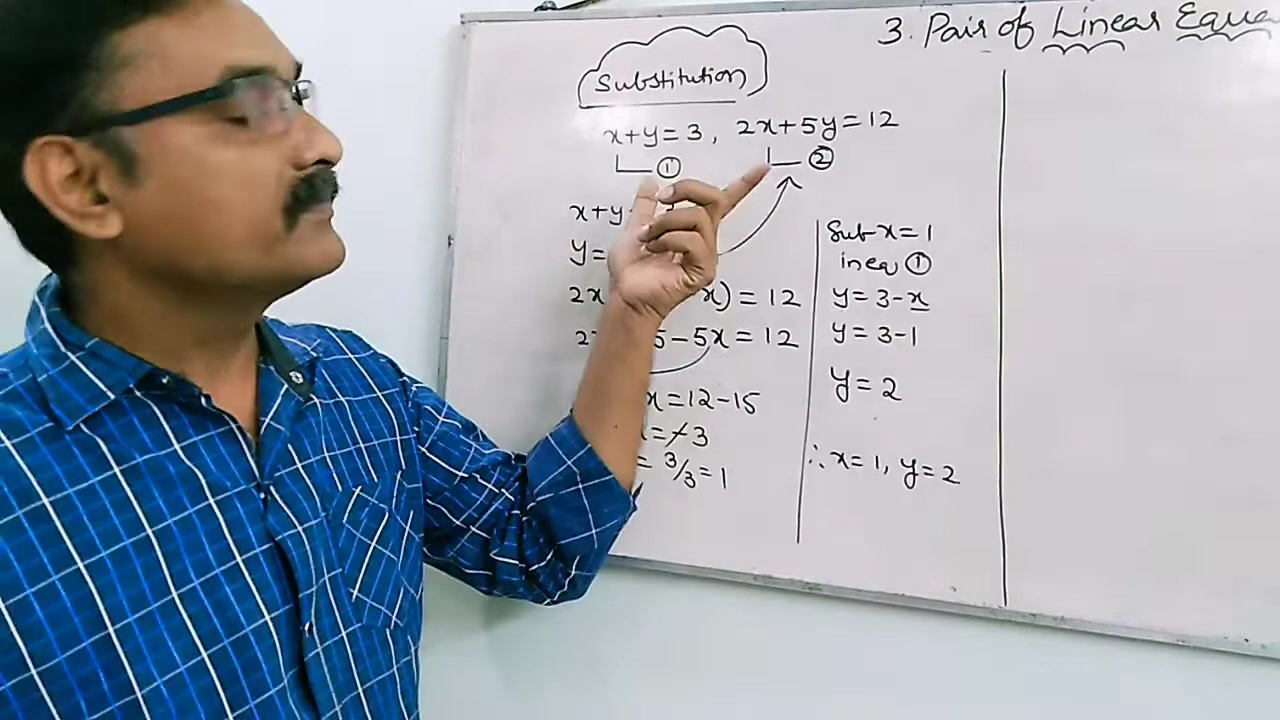 3. Pair of Linear Equa
Substitution
x+y=3, 2x+5y=12
① ②
x+y
y=
2x x)=12
5-5x=12
x=12-15
=-3
= 3/3=1
Sub x=1
in eq ①
y=3-x
y=3-1
y=2
∴x=1, y=2